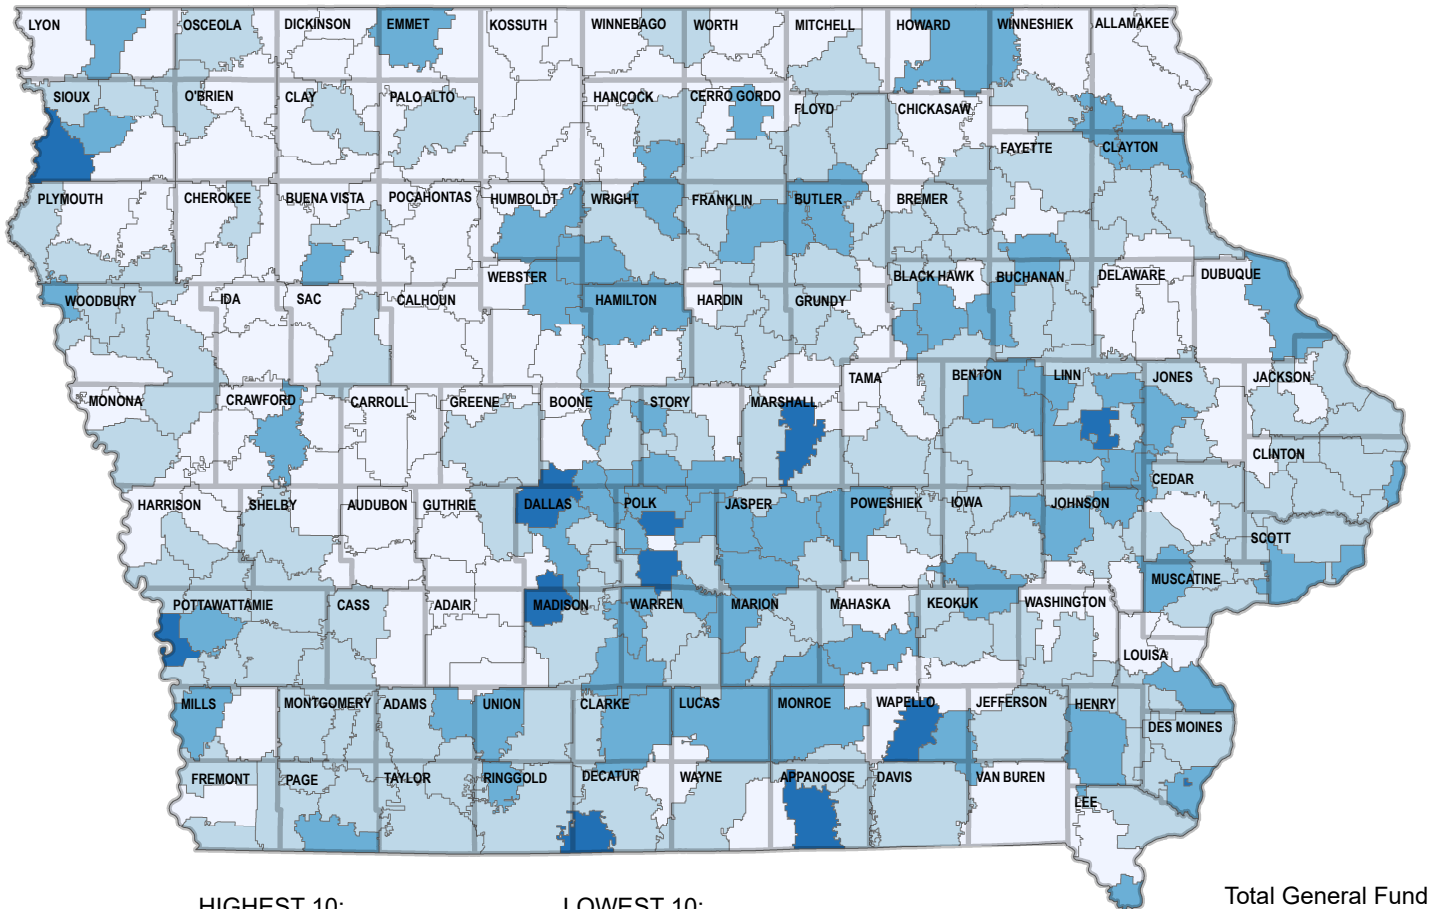 LYON OSCEOLA DICKINSON EMMET KOSSUTH WINNEBAGO WORTH MITCHELL HOWARD WINNESHIEK ALLAMAKEE
SIOUX O'BRIEN CLAY PALO ALTO HANCOCK CERRO GORDO FLOYD CHICKASAW
FAYETTE CLAYTON
PLYMOUTH CHEROKEE BUENA VISTA POCAHONTAS HUMBOLDT WRIGHT FRANKLIN BUTLER BREMER
WEBSTER BLACK HAWK BUCHANAN DELAWARE DUBUQUE
WOODBURY IDA SAC CALHOUN HAMILTON HARDIN GRUNDY
TAMA BENTON LINN JONES JACKSON
MONONA CRAWFORD CARROLL GREENE BOONE STORY MARSHALL
CLINTON
CEDAR
HARRISON SHELBY AUDUBON GUTHRIE DALLAS POLK JASPER POWESHIEK IOWA JOHNSON
SCOTT
MUSCATINE
POTTAWATTAMIE CASS ADAIR MADISON WARREN MARION MAHASKA KEOKUK WASHINGTON
LOUISA
MILLS MONTGOMERY ADAMS UNION CLARKE LUCAS MONROE WAPELLO JEFFERSON HENRY
DES MOINES
FREMONT PAGE TAYLOR RINGGOLD DECATUR WAYNE APPANOOSE DAVIS VAN BUREN
LEE
HIGHEST 10: LOWEST 10: Total General Fund